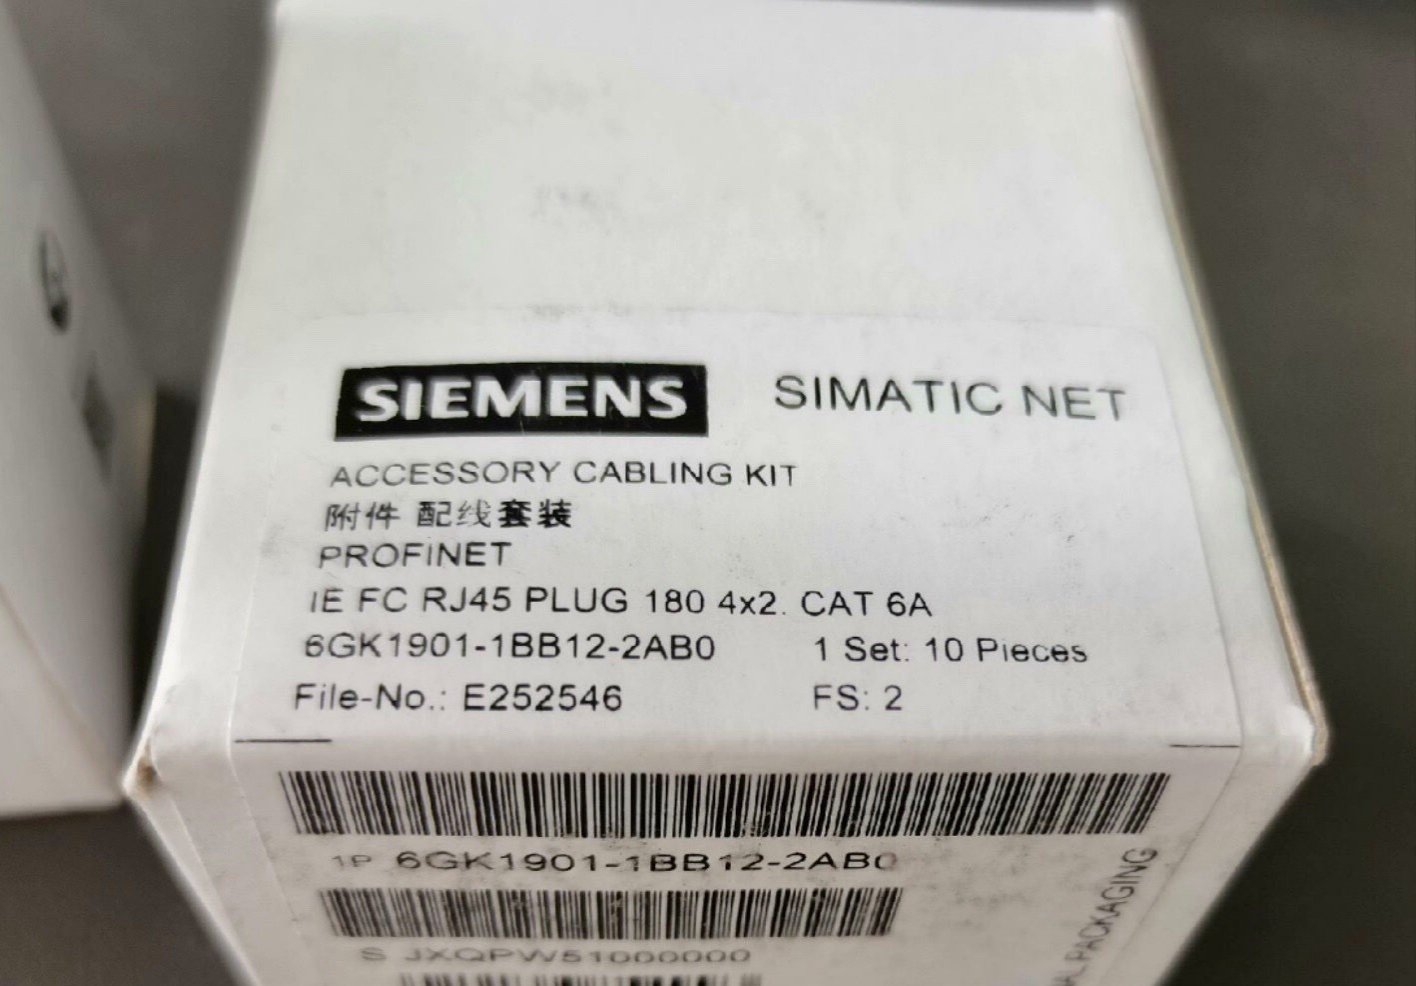 SIEMENS SIMATIC NET
ACCESSORY CABLING KIT
附件 配线套装
PROFINET
IE FC RJ45 PLUG 180 4x2. CAT 6A
6GK1901-1BB12-2AB0 1 Set: 10 Pieces
File-No.: E252546 FS: 2
1P 6GK1901-1BB12-2AB0
S JXQPW51000000
PACKAGING